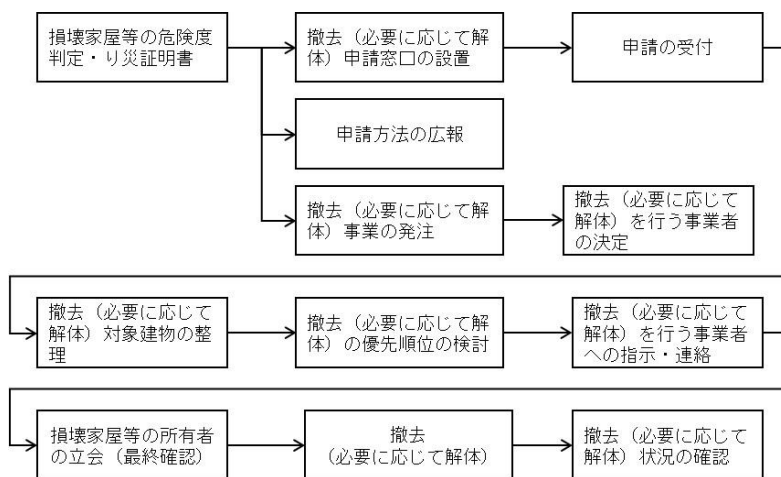 損壊家屋等の危険度
判定・り災証明書
撤去（必要に応じて解
体）申請窓口の設置
申請の受付
申請方法の広報
撤去（必要に応じて解
体）事業の発注
撤去（必要に応じて
解体）を行う事業者
の決定
撤去（必要に応じて
解体）対象建物の整
理
撤去（必要に応じて解
体）の優先順位の検討
撤去（必要に応じて
解体）を行う事業者
への指示・連絡
損壊家屋等の所有者
の立会（最終確認）
撤去
（必要に応じて解体）
撤去（必要に応じて
解体）状況の確認